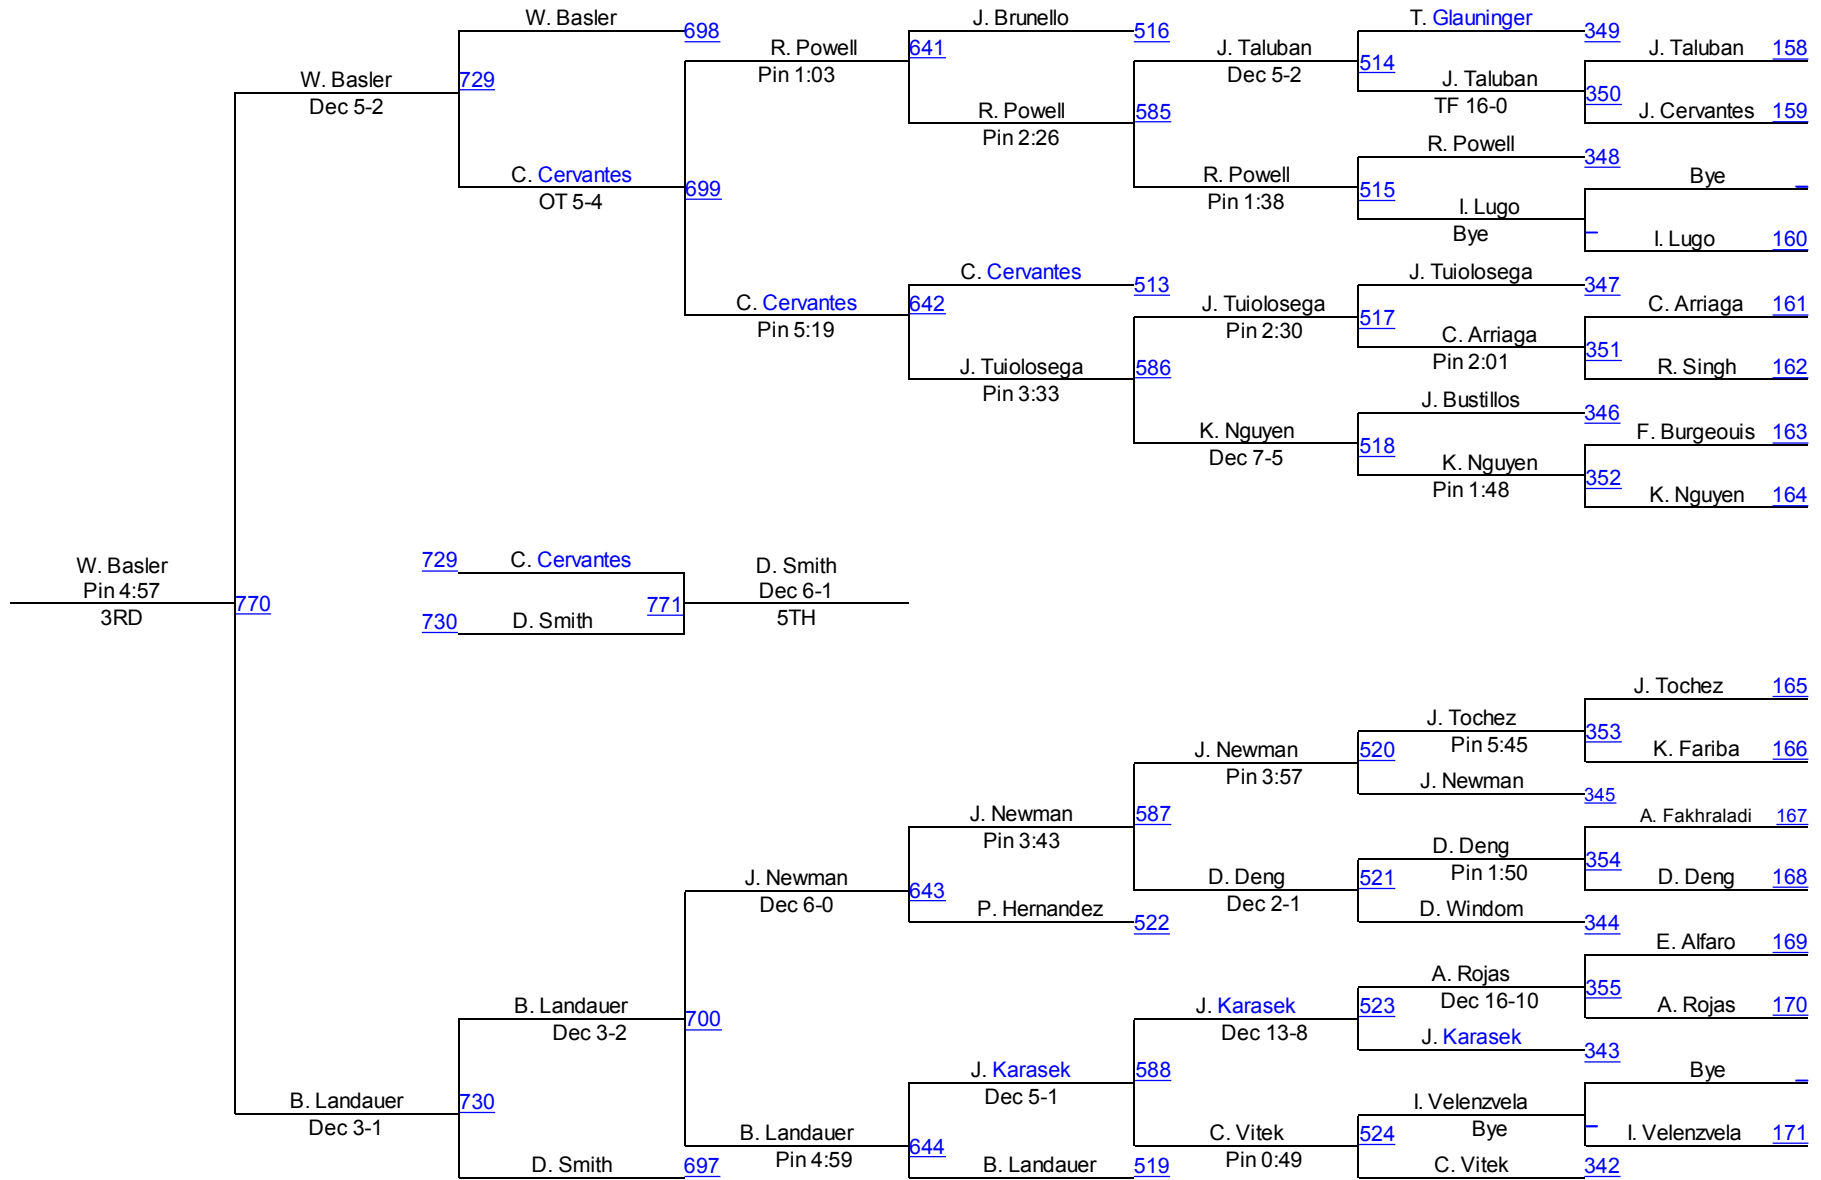 W. Basler
698
T. Glauninger
349
J. Brunello
516
R. Powell
Pin 1:03
641
J. Taluban
Dec 5-2
514
J. Taluban
158
W. Basler
Dec 5-2
729
J. Taluban
TF 16-0
350
J. Cervantes
159
R. Powell
Pin 2:26
585
R. Powell
348
C. Cervantes
OT 5-4
699
R. Powell
Pin 1:38
515
Bye
I. Lugo
Bye
I. Lugo
160
C. Cervantes
513
J. Tuiolosega
347
C. Cervantes
Pin 5:19
642
J. Tuiolosega
Pin 2:30
517
C. Arriaga
161
C. Arriaga
Pin 2:01
351
R. Singh
162
J. Tuiolosega
Pin 3:33
586
J. Bustillos
346
K. Nguyen
Dec 7-5
518
F. Burgeouis
163
K. Nguyen
Pin 1:48
352
K. Nguyen
164
W. Basler
Pin 4:57
3RD
770
729
C. Cervantes
730
D. Smith
771
D. Smith
Dec 6-1
5TH
J. Tochez
165
J. Tochez
Pin 5:45
353
K. Fariba
166
J. Newman
Pin 3:57
520
J. Newman
345
J. Newman
Pin 3:43
587
A. Fakhraladi
167
D. Deng
Pin 1:50
354
D. Deng
168
J. Newman
Dec 6-0
643
D. Deng
Dec 2-1
521
P. Hernandez
522
D. Windom
344
E. Alfaro
169
A. Rojas
Dec 16-10
355
A. Rojas
170
B. Landauer
Dec 3-2
700
J. Karasek
Dec 13-8
523
J. Karasek
343
J. Karasek
Dec 5-1
588
Bye
B. Landauer
Dec 3-1
730
I. Velenzvela
Bye
I. Velenzvela
171
B. Landauer
Pin 4:59
644
C. Vitek
Pin 0:49
524
D. Smith
697
B. Landauer
519
C. Vitek
342